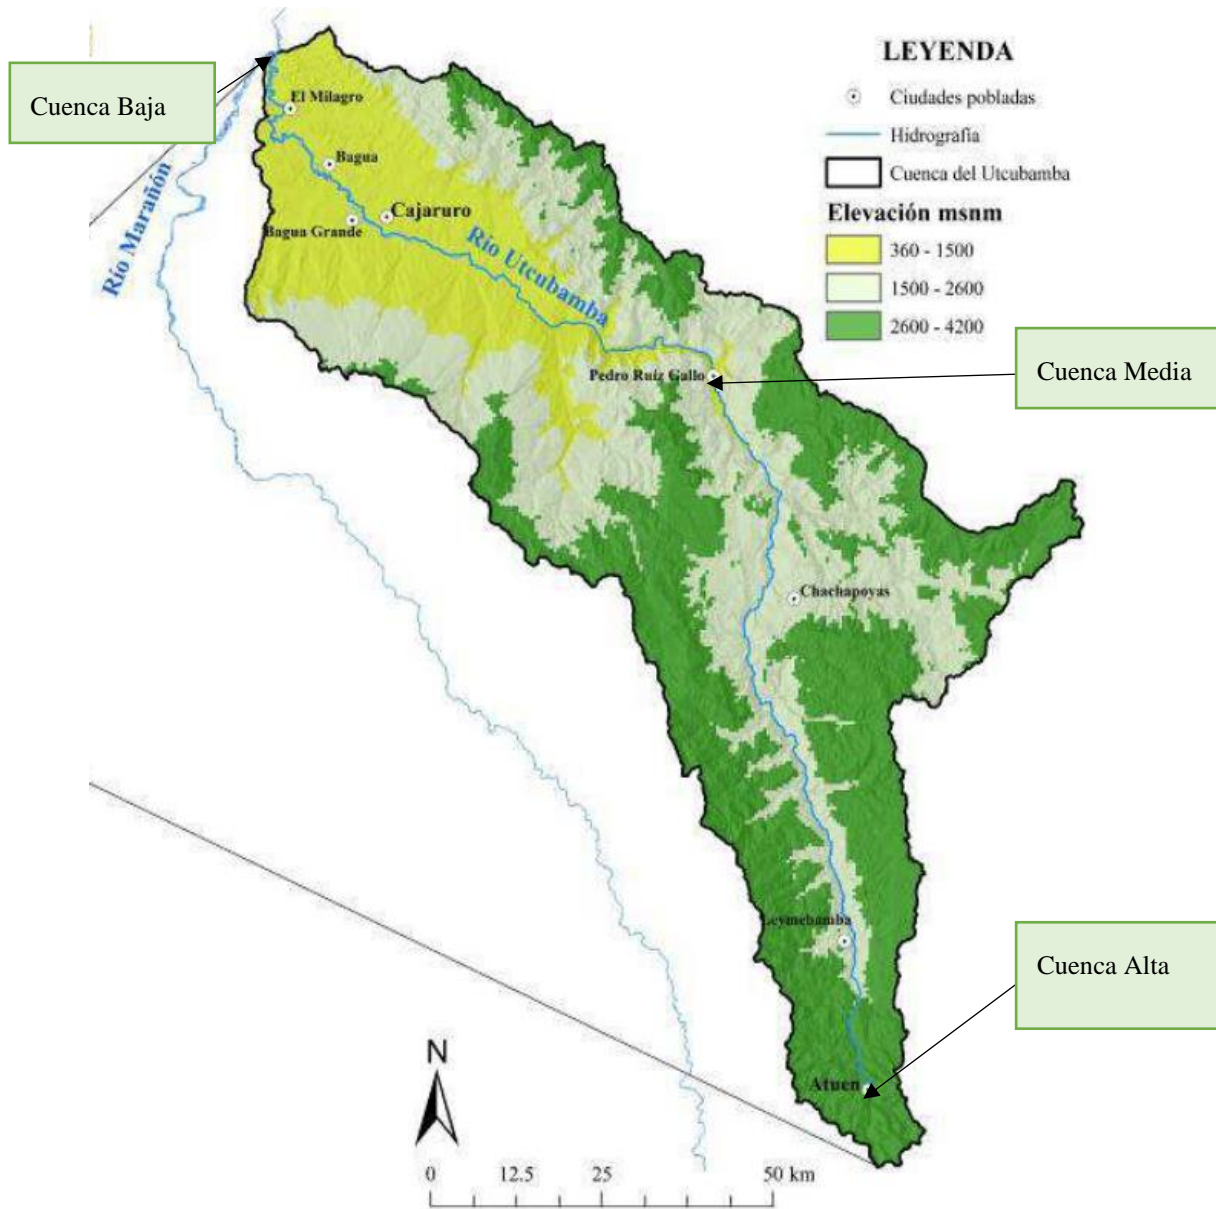 LEYENDA
Ciudades pobladas
Hidrografía
Cuenca del Utcubamba
Elevación msnm
360 - 1500
1500 - 2600
2600 - 4200
Cuenca Baja
El Milagro
Bagua
Cajaruro
Bagua Grande
Río Marañón
Río Utcubamba
Pedro Ruíz Gallo
Cuenca Media
Chachapoyas
Leymebamba
Cuenca Alta
Atuen
N
0 12.5 25 50 km